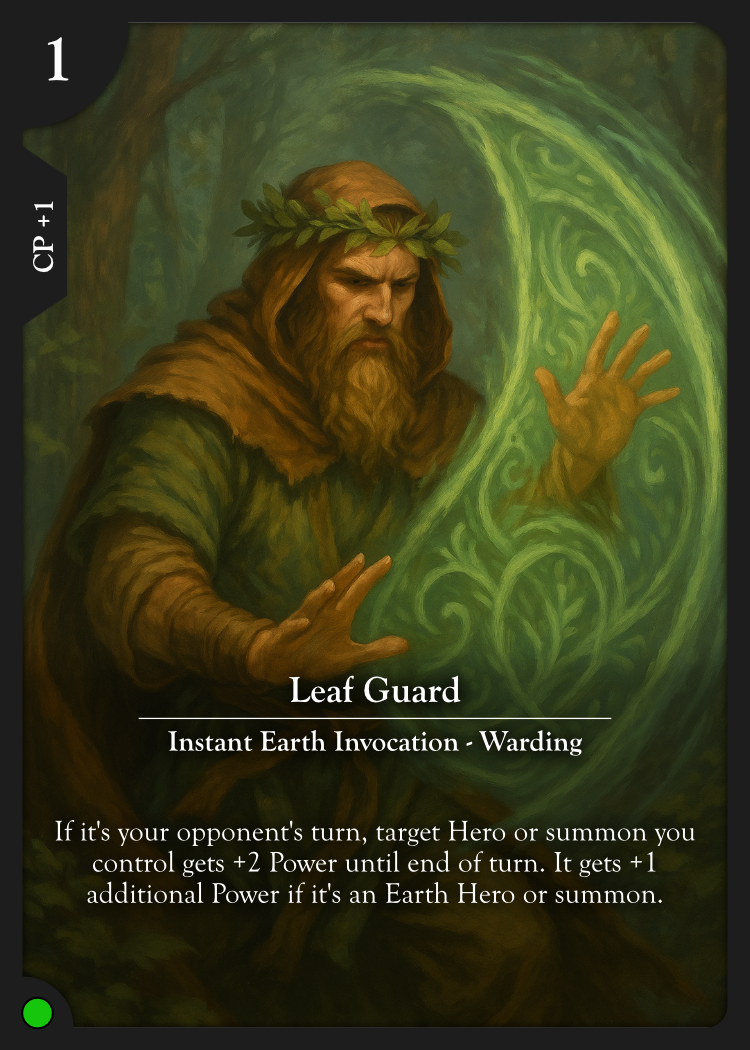 1
CP +1
Leaf Guard
Instant Earth Invocation - Warding
If it's your opponent's turn, target Hero or summon you
control gets +2 Power until end of turn. It gets +1
additional Power if it's an Earth Hero or summon.